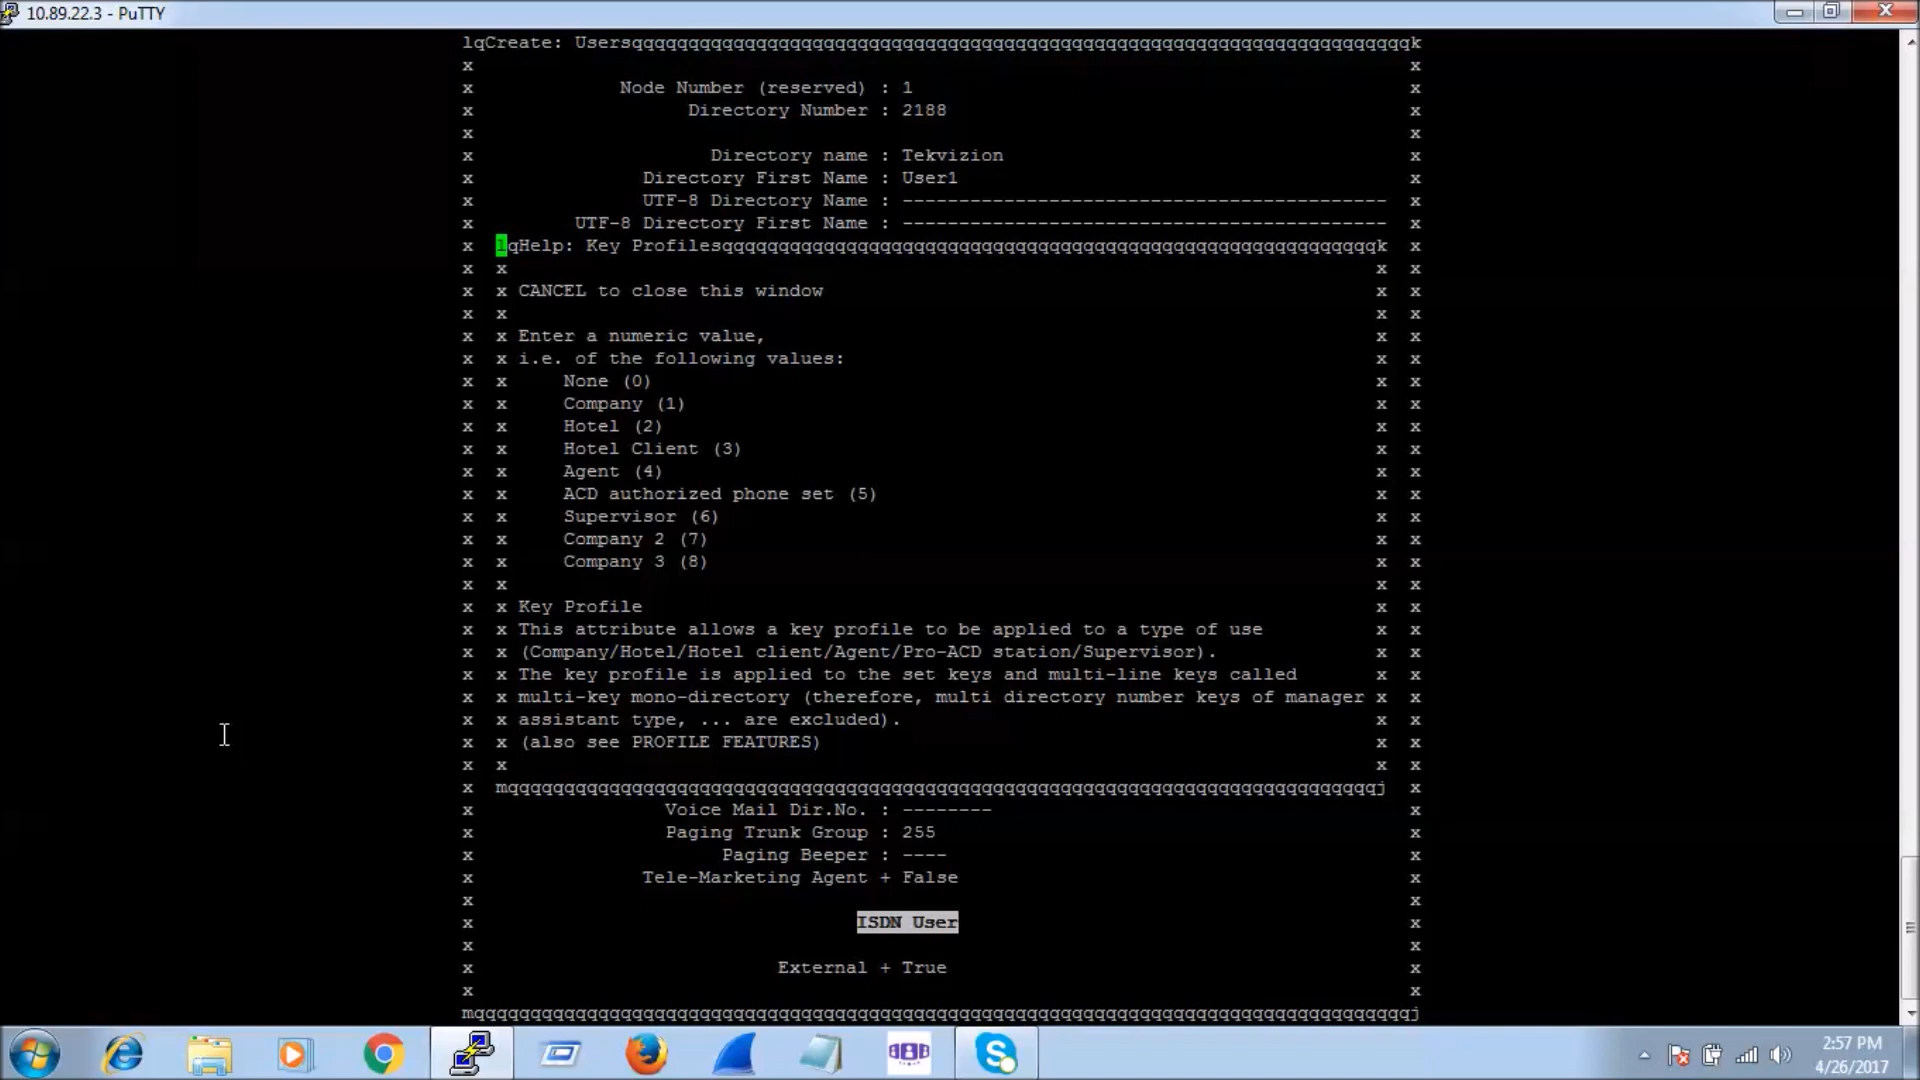 10.89.22.3 - PuTTY
lqCreate: Usersqqqqqqqqqqqqqqqqqqqqqqqqqqqqqqqqqqqqqqqqqqqqqqqqqqqqqqqqqqqqqqqqqqqqqk
x x
x Node Number (reserved) : 1 x
x Directory Number : 2188 x
x x
x Directory name : Tekvizion x
x Directory First Name : User1 x
x UTF-8 Directory Name : ------------------------------------------- x
x UTF-8 Directory First Name : ------------------------------------------- x
x lqHelp: Key Profilesqqqqqqqqqqqqqqqqqqqqqqqqqqqqqqqqqqqqqqqqqqqqqqqqqqqqqqqqqqk x
x x x x
x x CANCEL to close this window x x
x x x x
x x Enter a numeric value, x x
x x i.e. of the following values: x x
x x None (0) x x
x x Company (1) x x
x x Hotel (2) x x
x x Hotel Client (3) x x
x x Agent (4) x x
x x ACD authorized phone set (5) x x
x x Supervisor (6) x x
x x Company 2 (7) x x
x x Company 3 (8) x x
x x x x
x x Key Profile x x
x x This attribute allows a key profile to be applied to a type of use x x
x x (Company/Hotel/Hotel client/Agent/Pro-ACD station/Supervisor). x x
x x The key profile is applied to the set keys and multi-line keys called x x
x x multi-key mono-directory (therefore, multi directory number keys of manager x x
x x assistant type, ... are excluded). x x
x x (also see PROFILE FEATURES) x x
x x x x
x mqqqqqqqqqqqqqqqqqqqqqqqqqqqqqqqqqqqqqqqqqqqqqqqqqqqqqqqqqqqqqqqqqqqqqqqqqqqqqj x
x Voice Mail Dir.No. : -------- x
x Paging Trunk Group : 255 x
x Paging Beeper : ---- x
x Tele-Marketing Agent + False x
x x
x ISDN User x
x x
x External + True x
x x
mqqqqqqqqqqqqqqqqqqqqqqqqqqqqqqqqqqqqqqqqqqqqqqqqqqqqqqqqqqqqqqqqqqqqqqqqqqqqqqqqqqqj
2:57 PM
4/26/2017